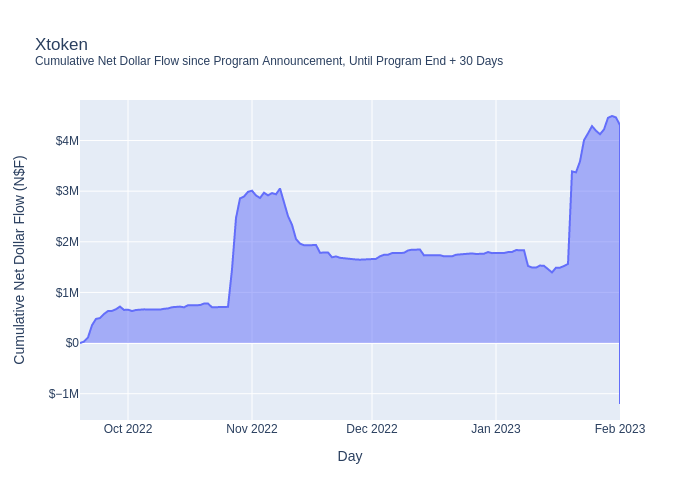 Xtoken
Cumulative Net Dollar Flow since Program Announcement, Until Program End + 30 Days
Cumulative Net Dollar Flow (N$F)
$4M
$3M
$2M
$1M
$0
$−1M
Oct 2022
Nov 2022
Dec 2022
Jan 2023
Feb 2023
Day